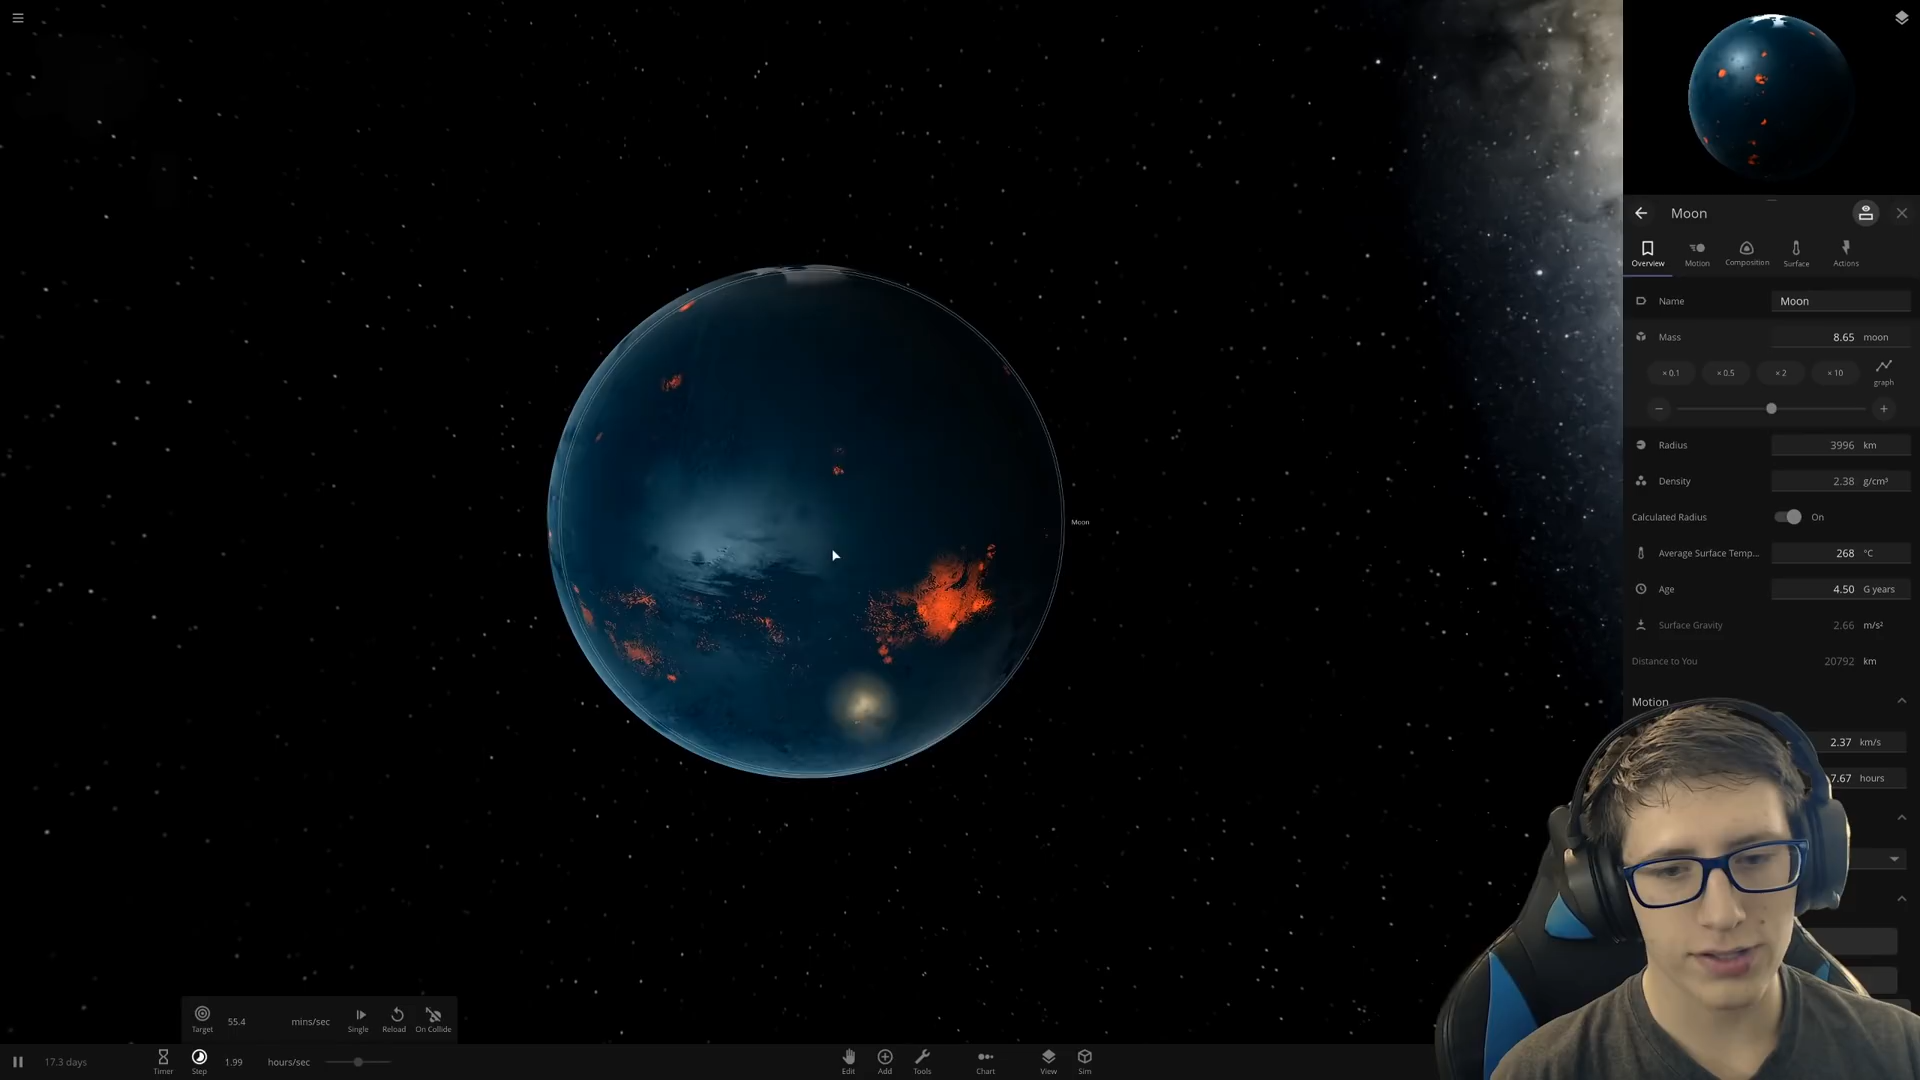 Moon
Overview
Motion
Composition
Surface
Actions
Name
Moon
Mass
8.65 moon
× 0.1
× 0.5
× 2
× 10
graph
Radius
3996 km
Density
2.38 g/cm³
Calculated Radius
On
Average Surface Temp...
268 °C
Age
4.50 G years
Surface Gravity
2.66 m/s²
Distance to You
20792 km
Motion
2.37 km/s
7.67 hours
Moon
Target
55.4 mins/sec
Single
Reload
On Collide
17.3 days
Timer
Step
1.99 hours/sec
Edit
Add
Tools
Chart
View
Sim